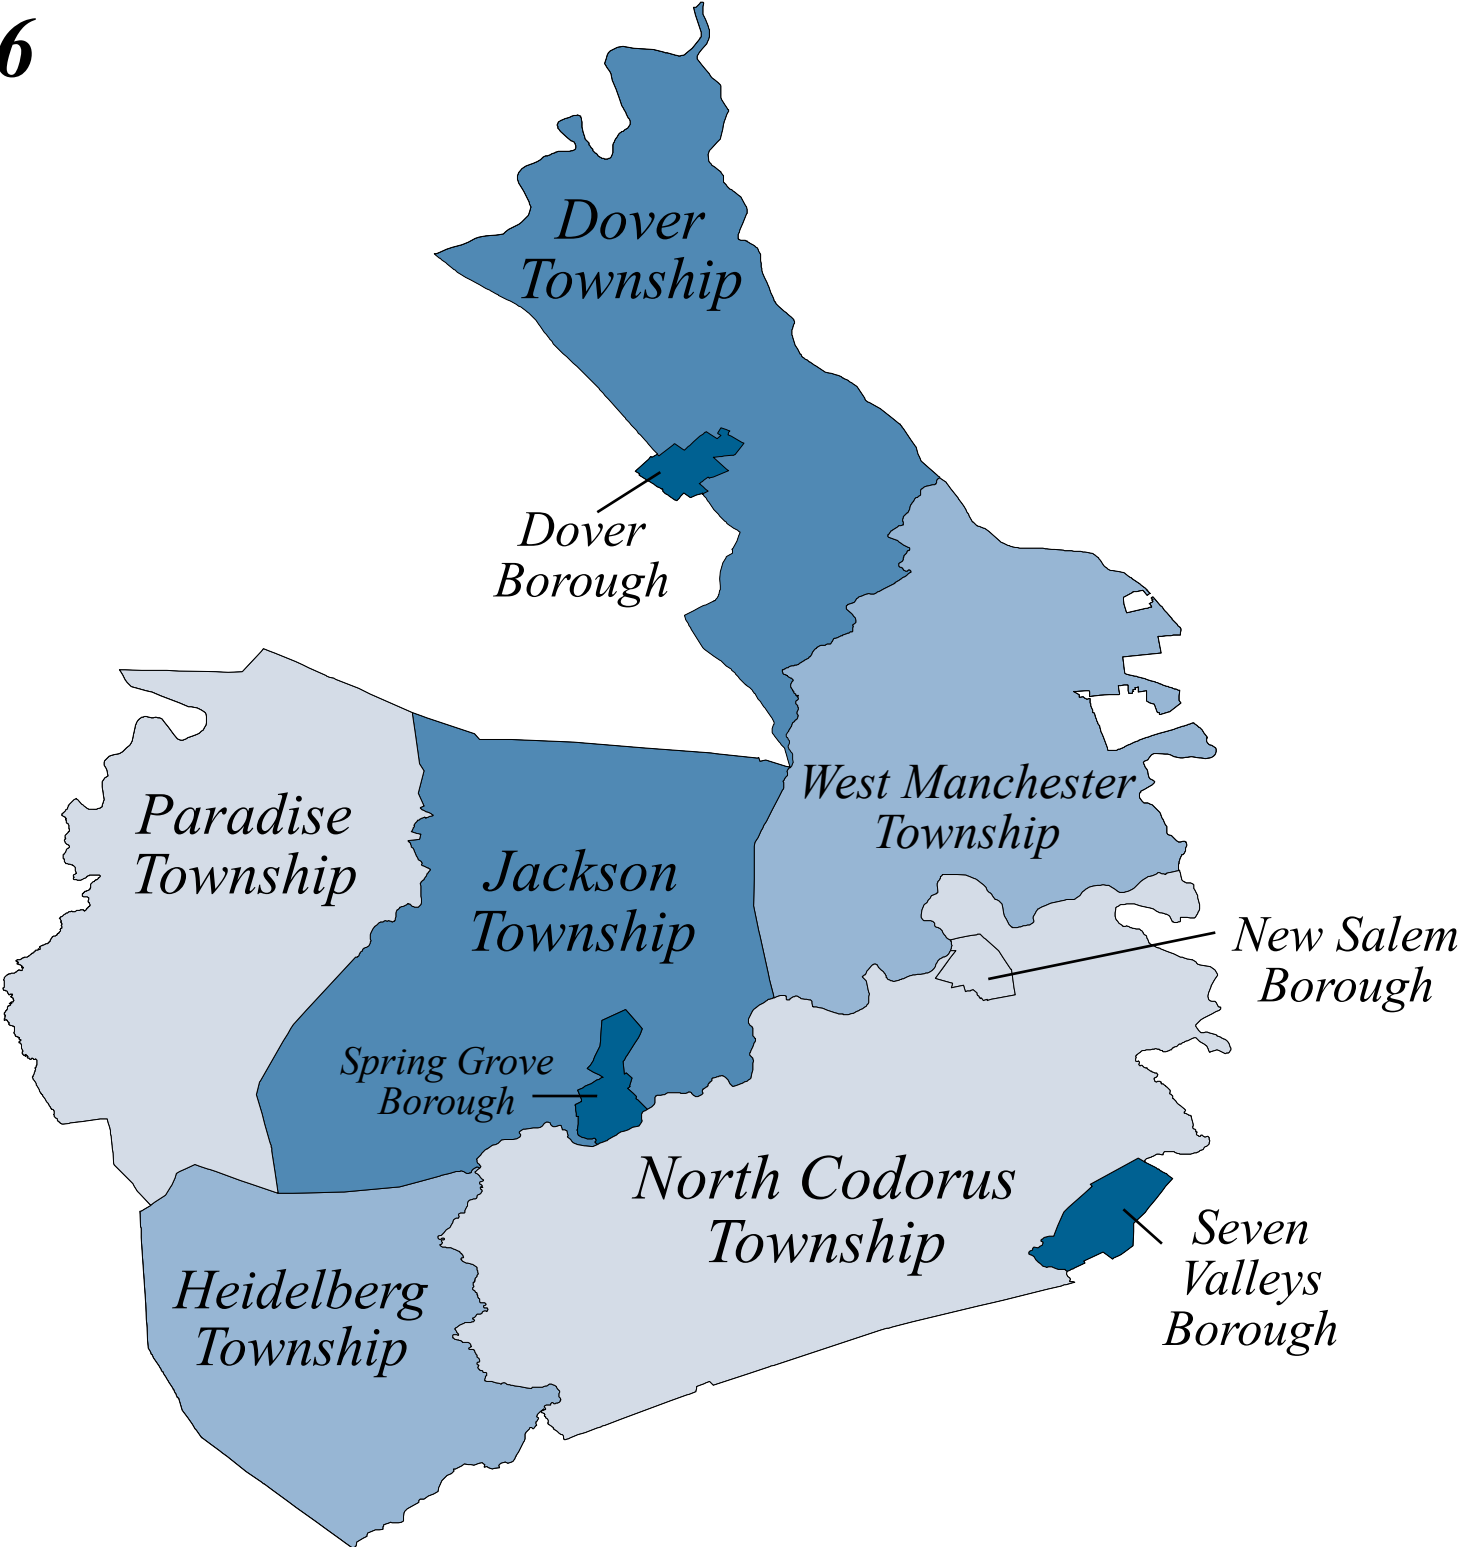 6
Dover
Township
Dover
Borough
Paradise
Township
Jackson
Township
West Manchester
Township
New Salem
Borough
Spring Grove
Borough
North Codorus
Township
Seven
Valleys
Borough
Heidelberg
Township